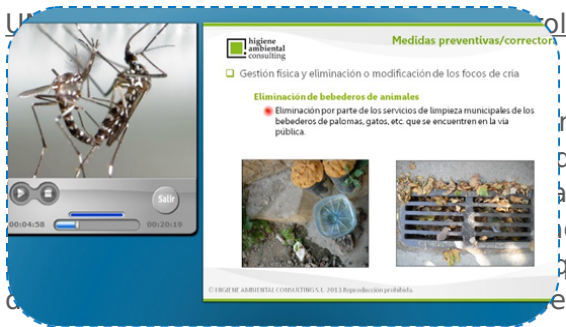 higiene
ambiental
consulting
Medidas preventivas/correctoras
Gestión física y eliminación o modificación de los focos de cría
Eliminación de bebederos de animales
Eliminación por parte de los servicios de limpieza municipales de los
bebederos de palomas, gatos, etc. que se encuentren en la vía
pública.
Salir
00:04:58
00:20:19
© HIGIENE AMBIENTAL CONSULTING S.L. 2013 Reproducción prohibida.